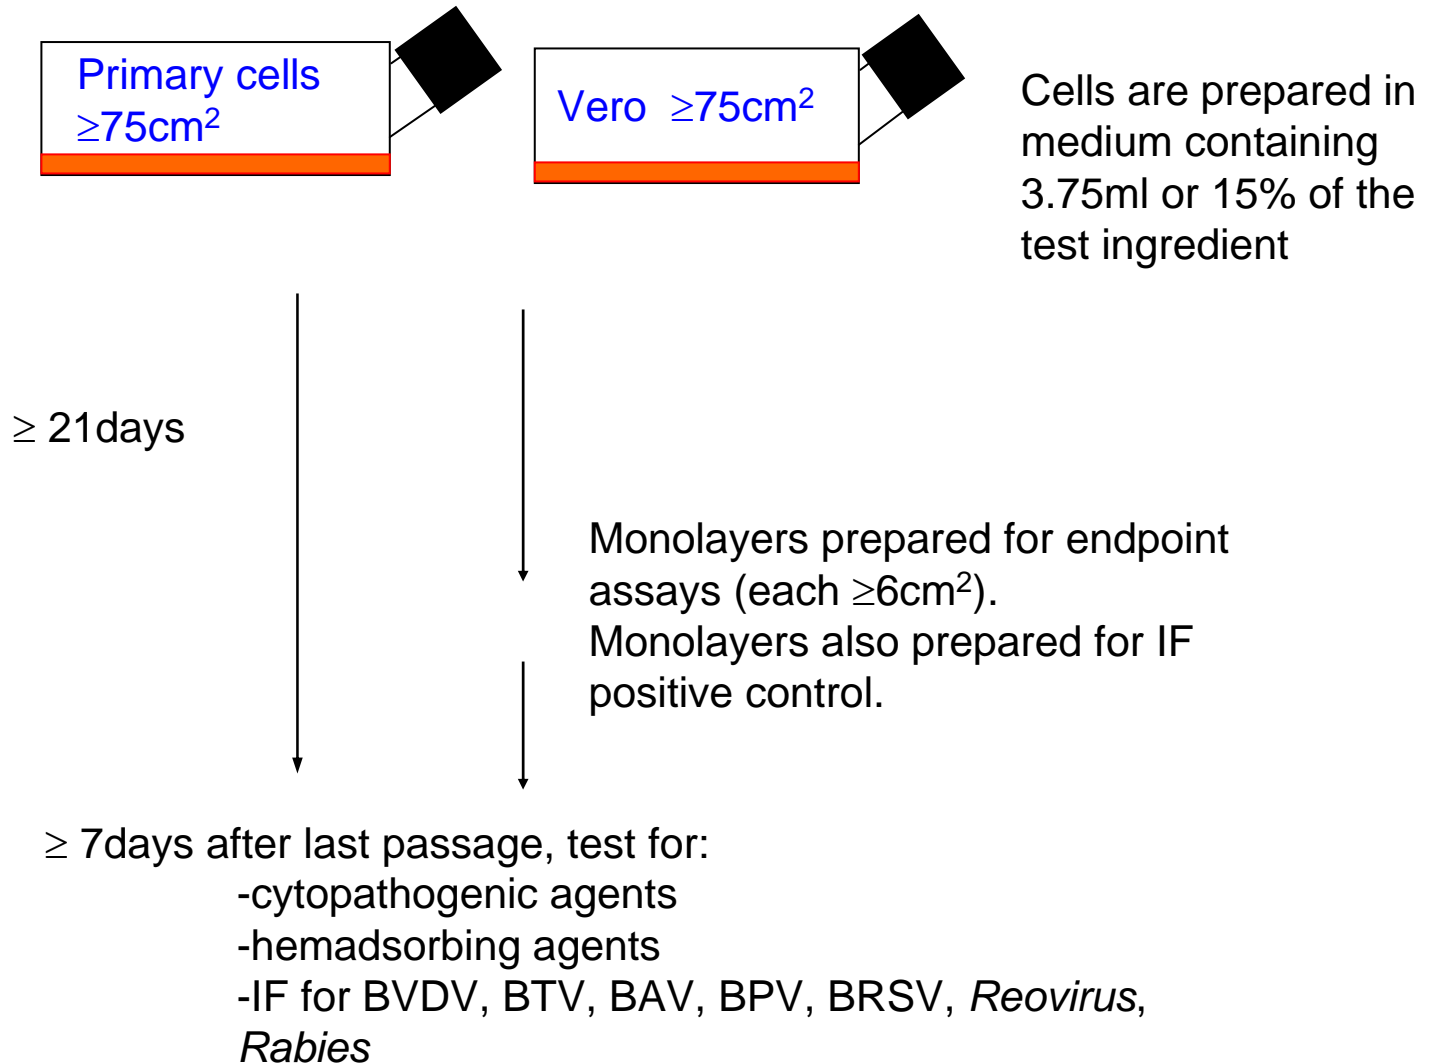 Primary cells
≥75cm²
Vero ≥75cm²
Cells are prepared in
medium containing
3.75ml or 15% of the
test ingredient
≥ 21days
Monolayers prepared for endpoint
assays (each ≥6cm²).
Monolayers also prepared for IF
positive control.
≥ 7days after last passage, test for:
-cytopathogenic agents
-hemadsorbing agents
-IF for BVDV, BTV, BAV, BPV, BRSV, Reovirus,
Rabies